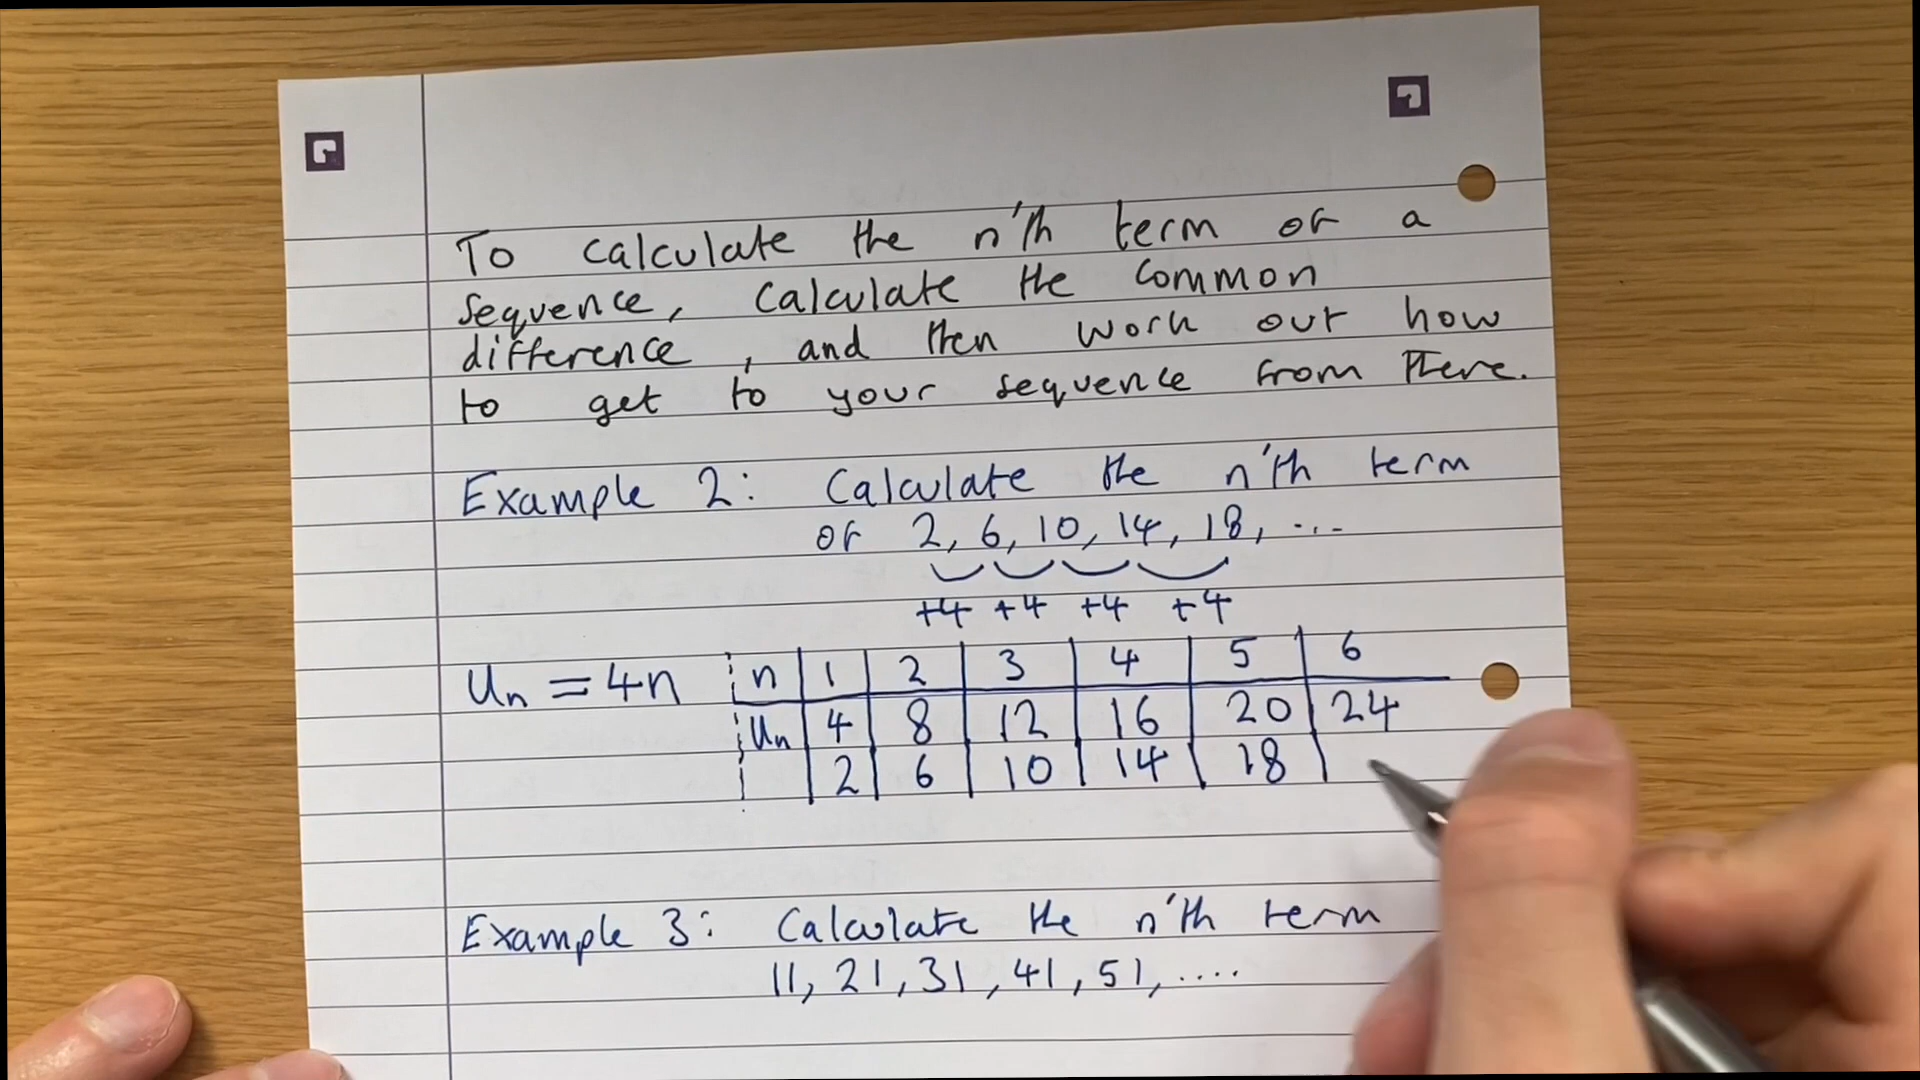 To calculate the n'th term of a
sequence, calculate the common
difference, and then work out how
to get to your sequence from there.
Example 2: Calculate the n'th term
of 2, 6, 10, 14, 18, ...
+4 +4 +4 +4
Un = 4n
n 1 2 3 4 5 6
Un 4 8 12 16 20 24
2 6 10 14 18
Example 3: Calculate the n'th term
11, 21, 31, 41, 51, ....